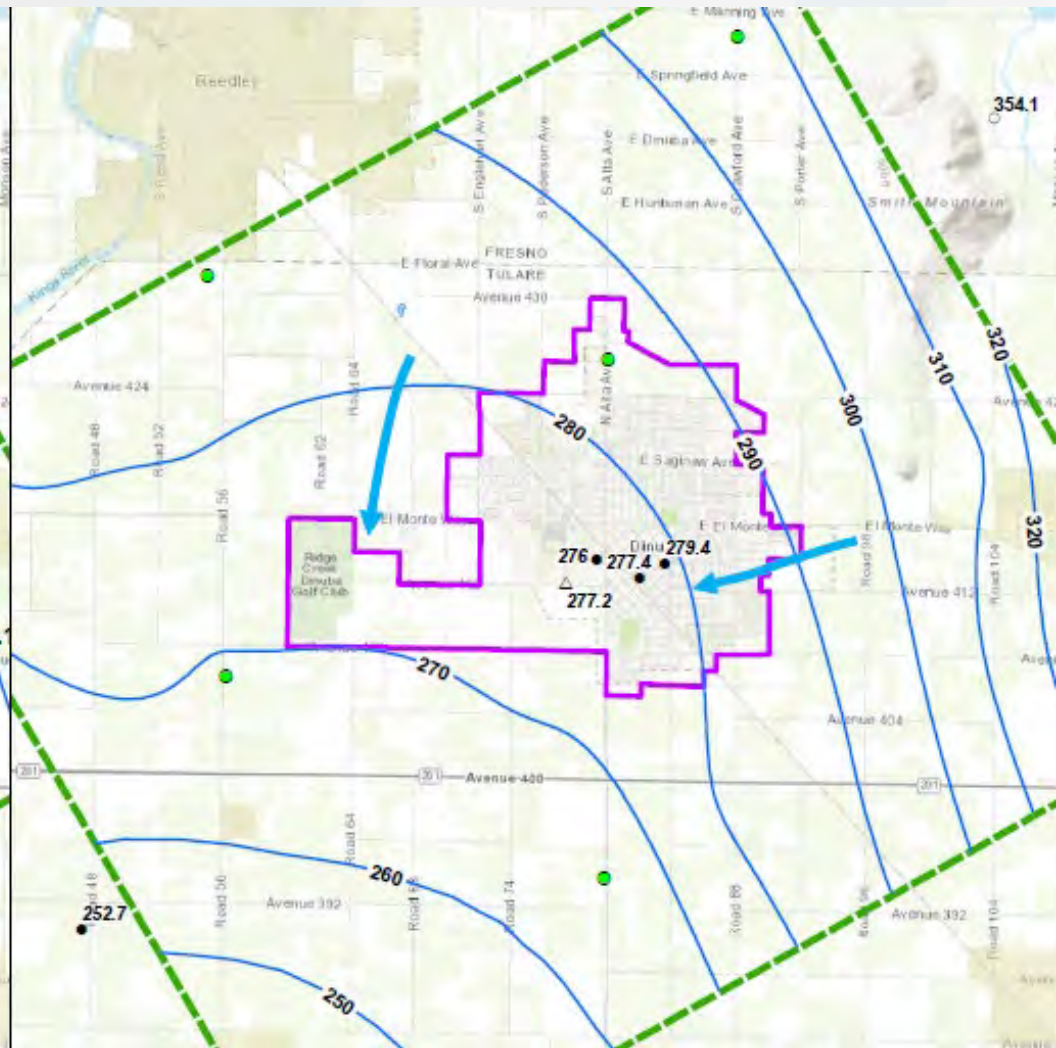 E Manning Ave
Reedley
E Springfield Ave
354.1
S Reed Ave
S Englehart Ave
S Alta Ave
E Dinuba Ave
S Crawford Ave
S Porter Ave
E Huntsman Ave
Smith Mountain
FRESNO
E Floral Ave
TULARE
Kings River
Avenue 430
320
310
Avenue 424
Road 64
N Alta Ave
300
280
290
E Saginaw Ave
Road 48
Road 52
Road 62
Road 56
El Monte Way
E El Monte
El Monte Way
320
Ridge
Creek
Dinuba
Golf Club
Dinu
279.4
276
277.4
277.2
Road 96
Road 104
Avenue 412
270
Avenue 404
201
201
Avenue 400
201
Road 64
260
Road 56
Road 74
Road 88
Road 96
Road 104
252.7
Avenue 392
Avenue 392
250